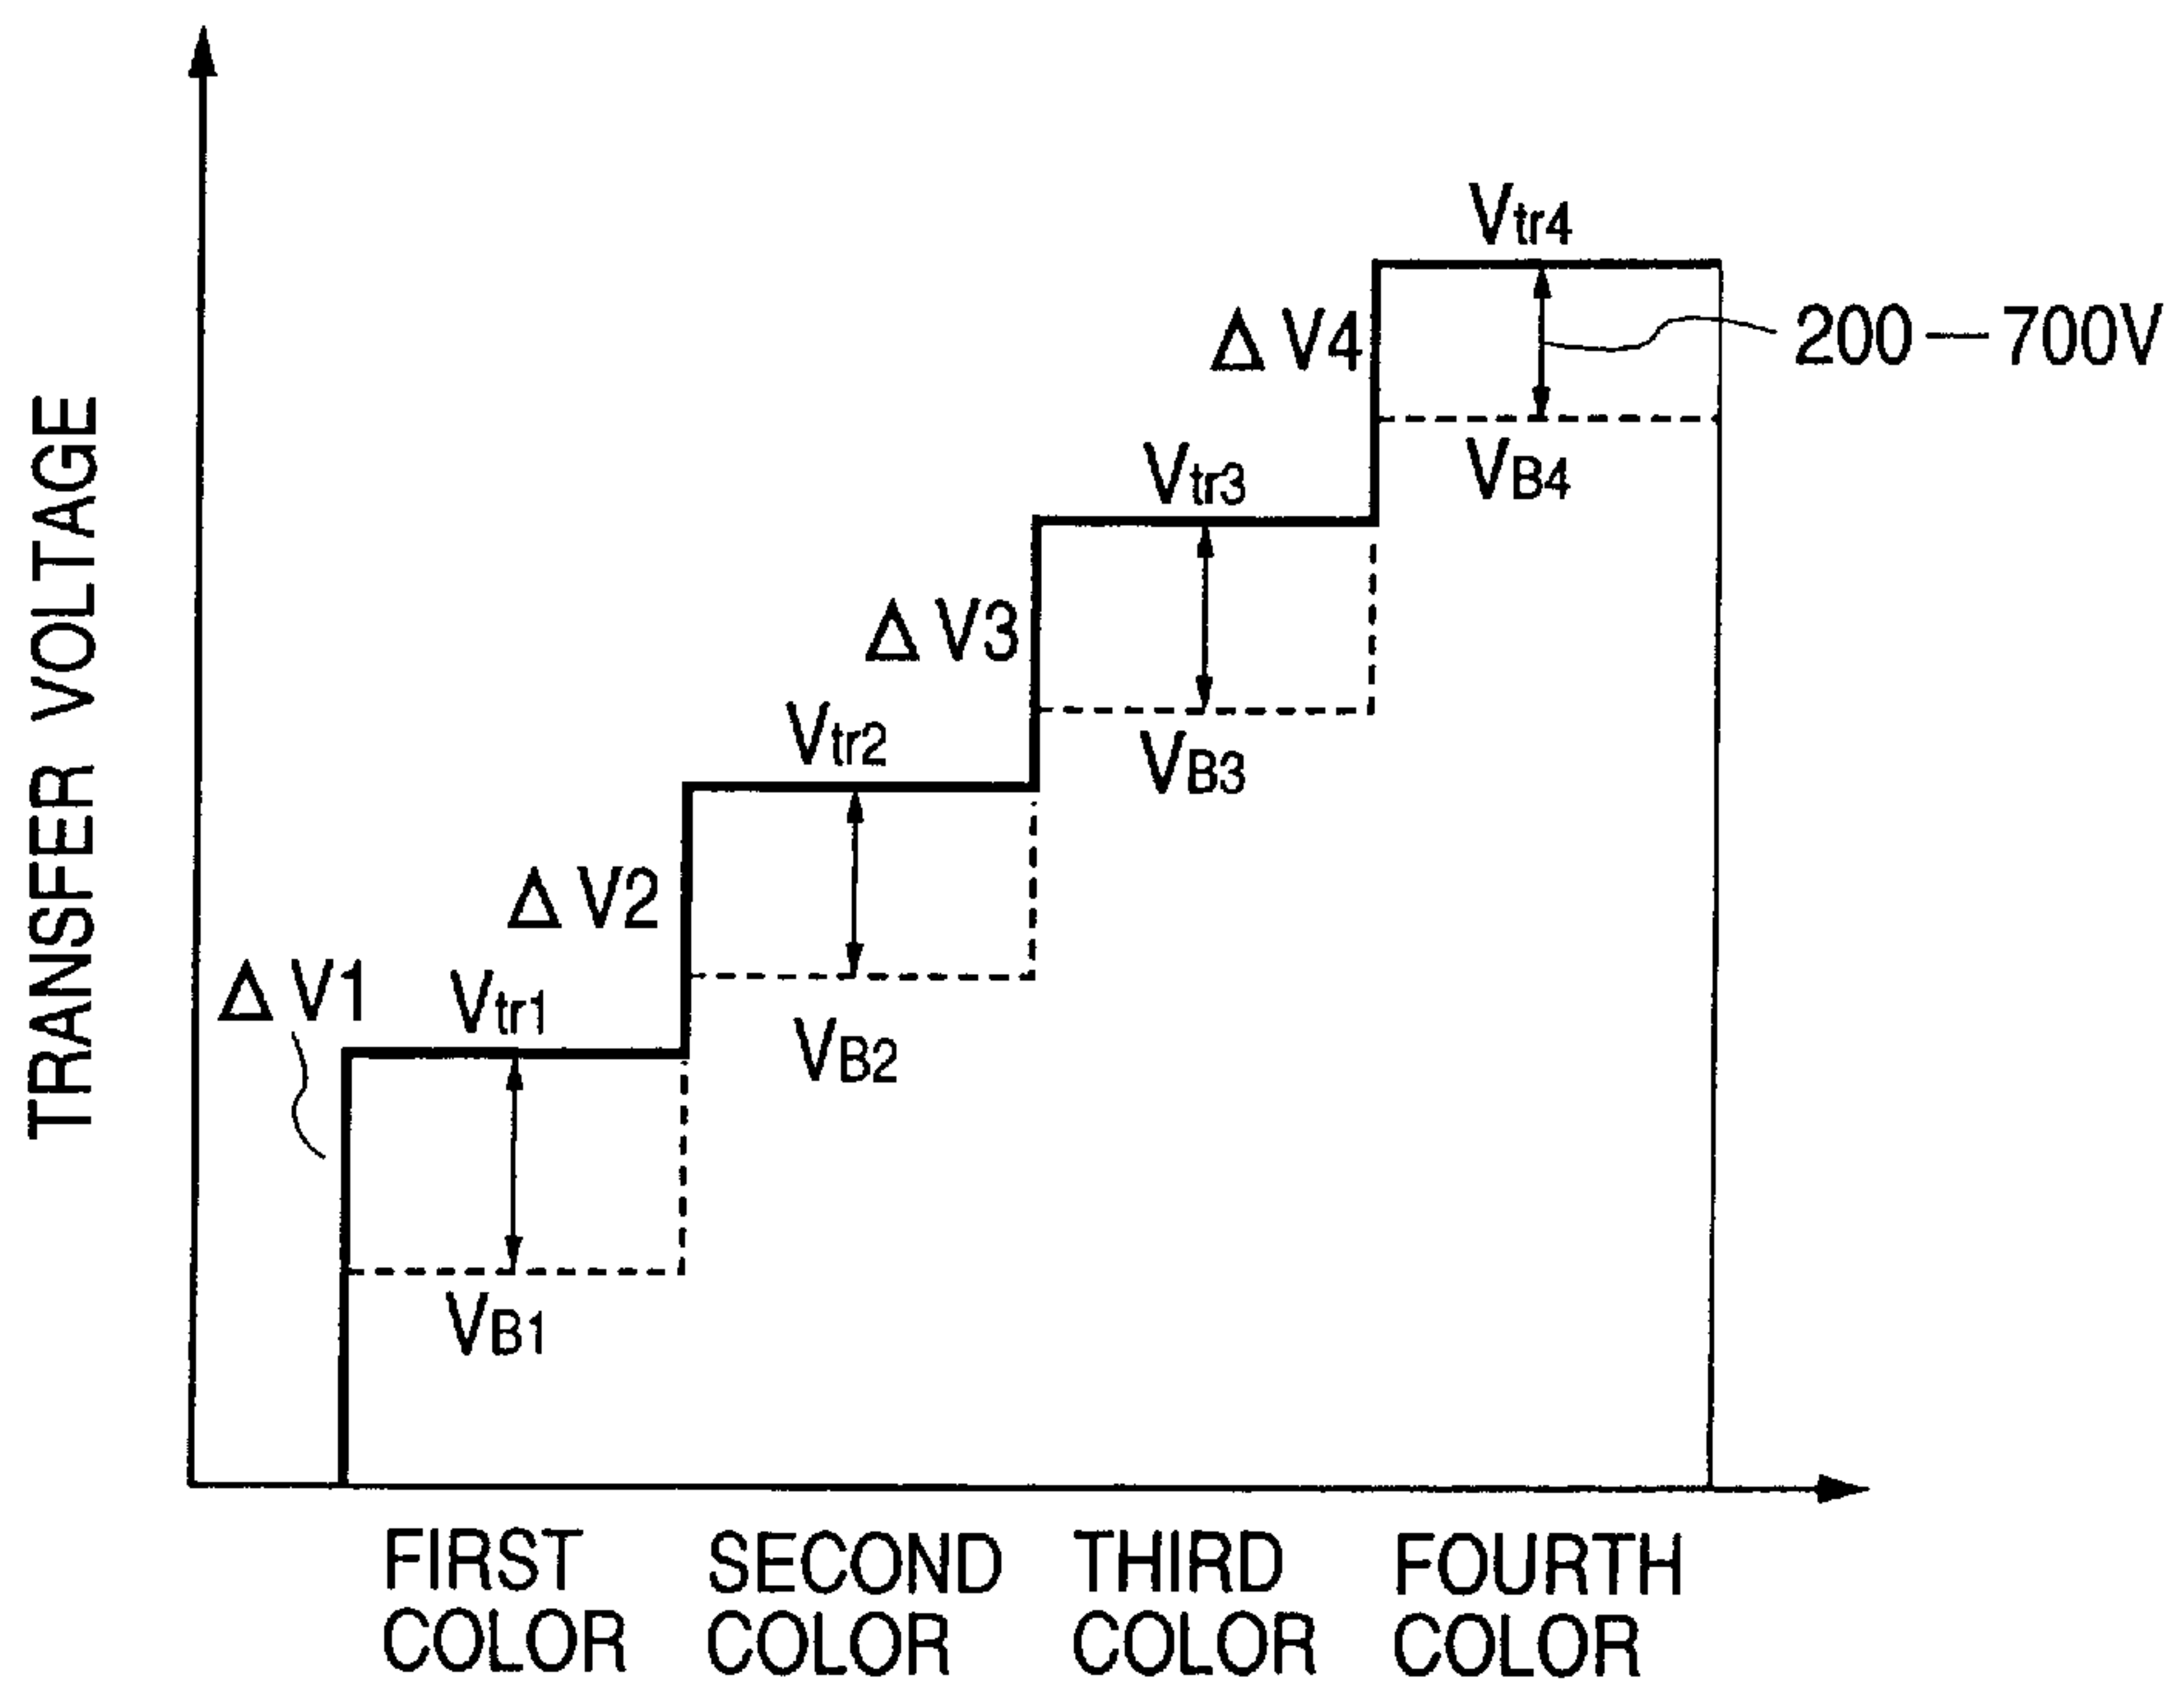 TRANSFER VOLTAGE
Vtr4
ΔV4
200—700V
VB4
Vtr3
ΔV3
VB3
Vtr2
ΔV2
VB2
ΔV1
Vtr1
VB1
FIRST
COLOR
SECOND
COLOR
THIRD
COLOR
FOURTH
COLOR